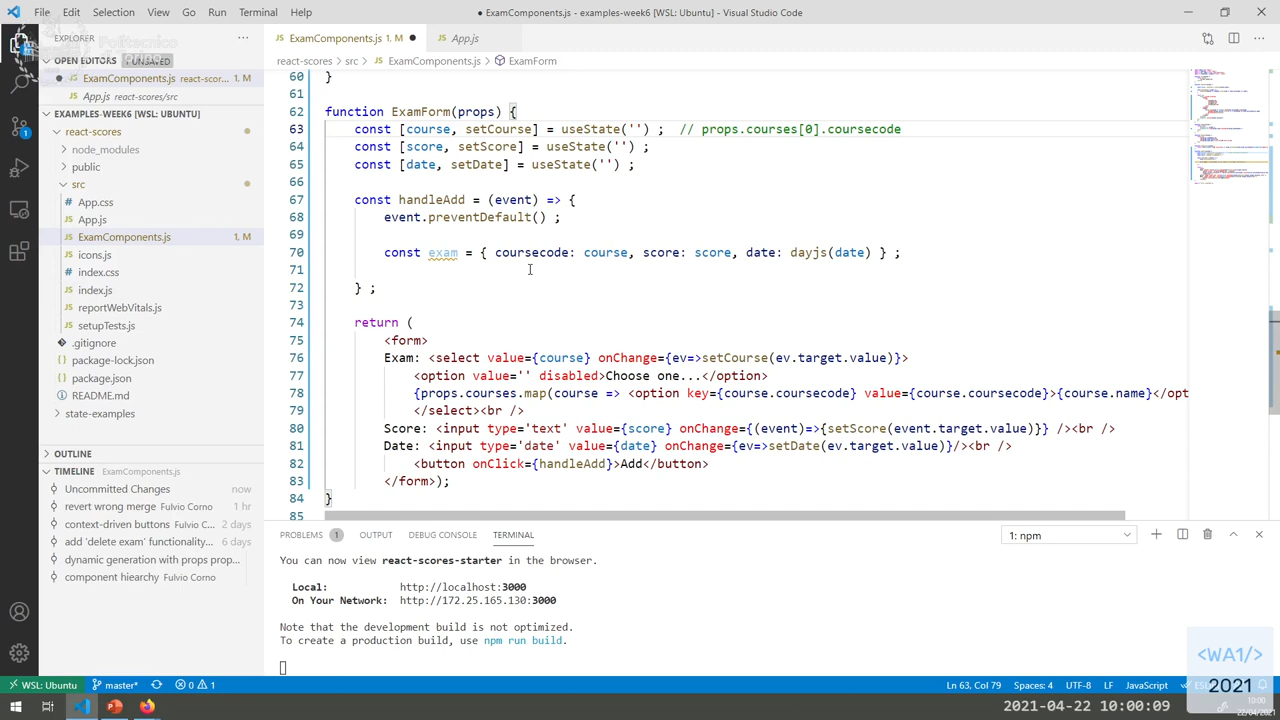 File Edit Selection View Go Run Terminal Help
● ExamComponents.js - examples-week6 [WSL: Ubuntu] - Visual Studio Code
EXPLORER
Politecnico
OPEN EDITORS 1 UNSAVED
ExamComponents.js react-scor... 1, M
App.js react-scores/src
EXAMPLES-WEEK6 [WSL: UBUNTU]
react-scores
node_modules
public
src
App.css
App.js
ExamComponents.js 1, M
icons.js
index.css
index.js
reportWebVitals.js
setupTests.js
.gitignore
package-lock.json
package.json
README.md
state-examples
OUTLINE
TIMELINE ExamComponents.js
Uncommitted Changes now
revert wrong merge Fulvio Corno 1 hr
context-driven buttons Fulvio Co... 2 days
add 'delete exam' functionality... 6 days
dynamic generation with props prop...
component hiearchy Fulvio Corno
JS ExamComponents.js 1, M ●
JS App.js
react-scores > src > JS ExamComponents.js > ExamForm
60 }
61
62 function ExamForm(props) {
63 const [course, setCourse] = useState('') ; // props.courses[0].coursecode
64 const [score, setScore] = useState('') ;
65 const [date, setDate] = useState('') ;
66
67 const handleAdd = (event) => {
68 event.preventDefault() ;
69
70 const exam = { coursecode: course, score: score, date: dayjs(date) } ;
71
72 } ;
73
74 return (
75 <form>
76 Exam: <select value={course} onChange={ev=>setCourse(ev.target.value)}>
77 <option value='' disabled>Choose one...</option>
78 {props.courses.map(course => <option key={course.coursecode} value={course.coursecode}>{course.name}</opt
79 </select><br />
80 Score: <input type='text' value={score} onChange={(event)=>{setScore(event.target.value)}} /><br />
81 Date: <input type='date' value={date} onChange={ev=>setDate(ev.target.value)}/><br />
82 <button onClick={handleAdd}>Add</button>
83 </form>);
84 }
85
PROBLEMS 1 OUTPUT DEBUG CONSOLE TERMINAL
1: npm
You can now view react-scores-starter in the browser.
Local: http://localhost:3000
On Your Network: http://172.25.165.130:3000
Note that the development build is not optimized.
To create a production build, use npm run build.
<WA1/>
2021
WSL: Ubuntu master* 0 1
Ln 63, Col 79 Spaces: 4 UTF-8 LF JavaScript
2021-04-22 10:00:09
10:00
22/04/2021